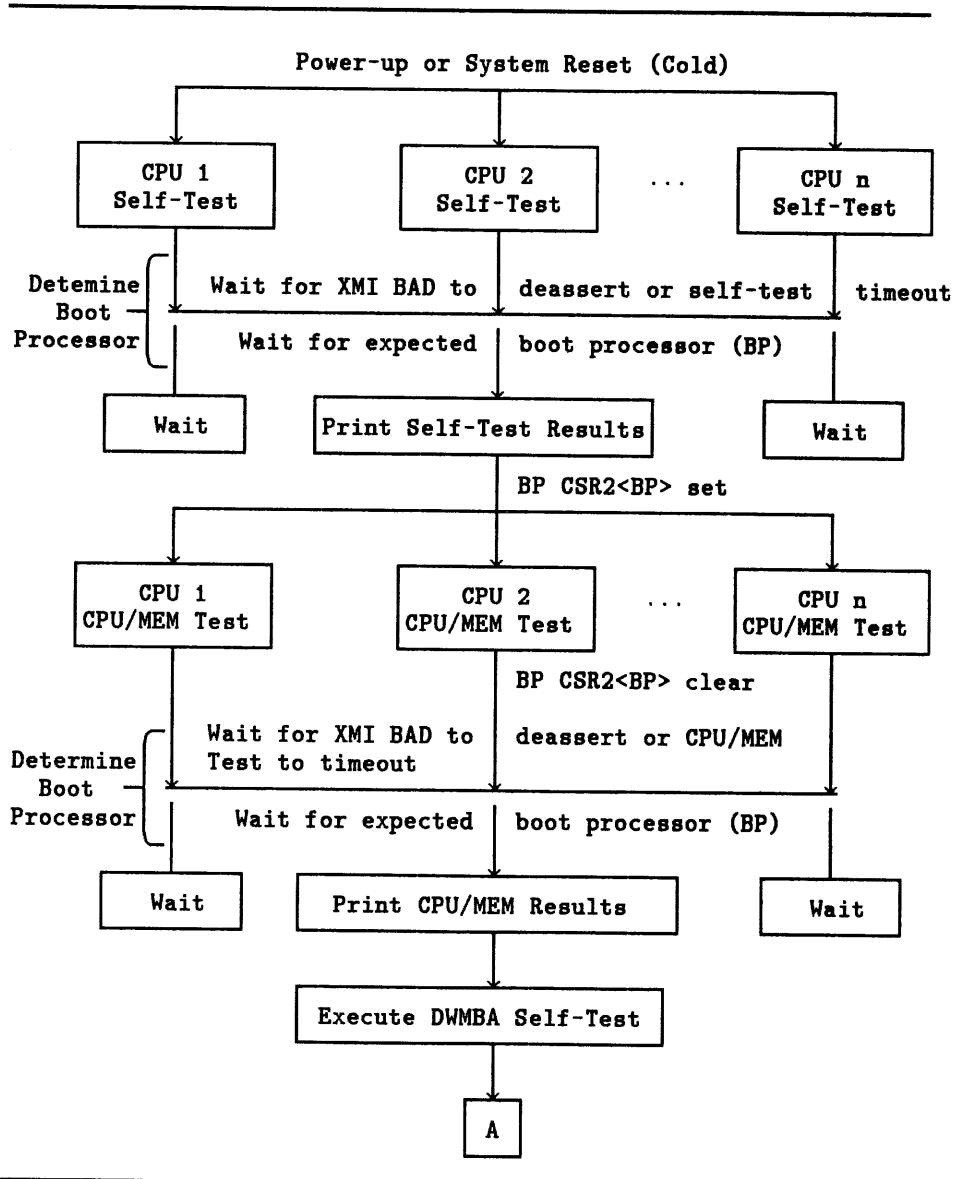 Power-up or System Reset (Cold)
CPU 1
Self-Test
CPU 2
Self-Test
...
CPU n
Self-Test
Detemine
Boot
Processor
Wait for XMI BAD to deassert or self-test timeout
Wait for expected boot processor (BP)
Wait
Print Self-Test Results
Wait
BP CSR2<BP> set
CPU 1
CPU/MEM Test
CPU 2
CPU/MEM Test
...
CPU n
CPU/MEM Test
BP CSR2<BP> clear
Determine
Boot
Processor
Wait for XMI BAD to deassert or CPU/MEM
Test to timeout
Wait for expected boot processor (BP)
Wait
Print CPU/MEM Results
Wait
Execute DWMBA Self-Test
A